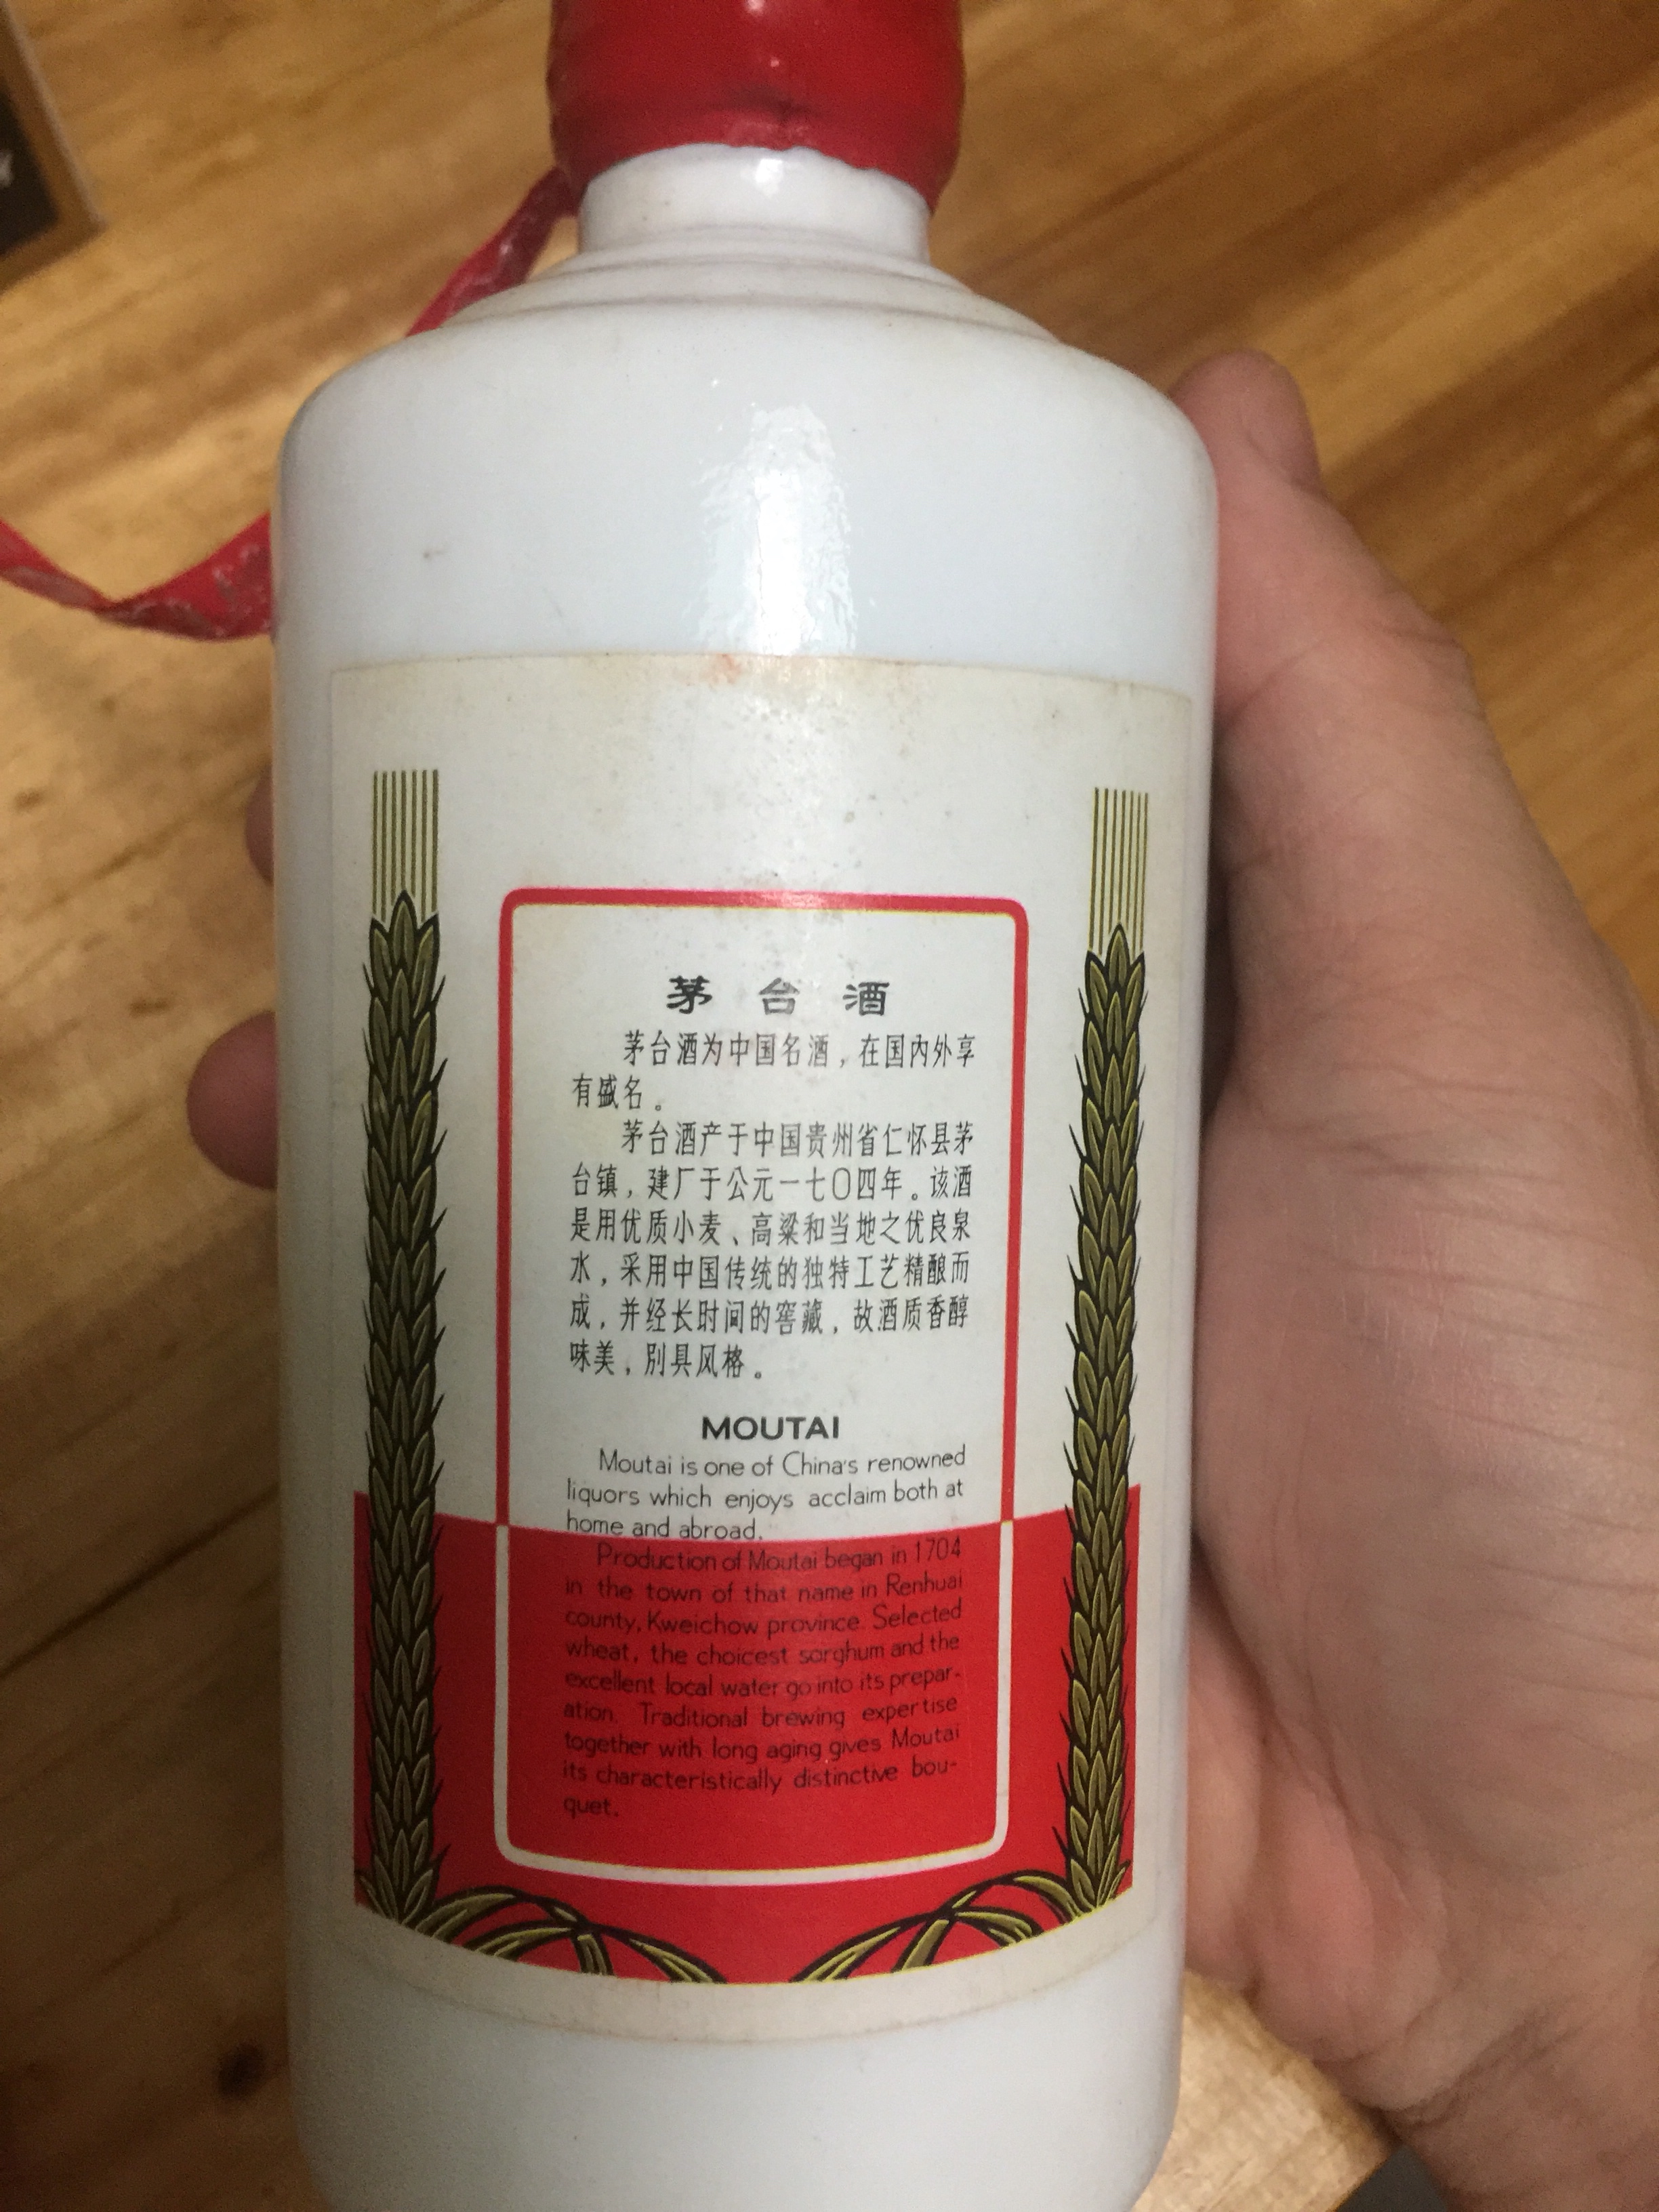 茅台酒
茅台酒为中国名酒，在国内外享
有盛名。
茅台酒产于中国贵州省仁怀县茅
台镇，建厂于公元一七〇四年。该酒
是用优质小麦、高粱和当地之优良泉
水，采用中国传统的独特工艺精酿而
成，并经长时间的窖藏，故酒质香醇
味美，别具风格。
MOUTAI
Moutai is one of China's renowned
liquors which enjoys acclaim both at
home and abroad.
Production of Moutai began in 1704
in the town of that name in Renhuai
county, Kweichow province. Selected
wheat, the choicest sorghum and the
excellent local water go into its prepar-
ation. Traditional brewing expertise
together with long aging gives Moutai
its characteristically distinctive bou-
quet.